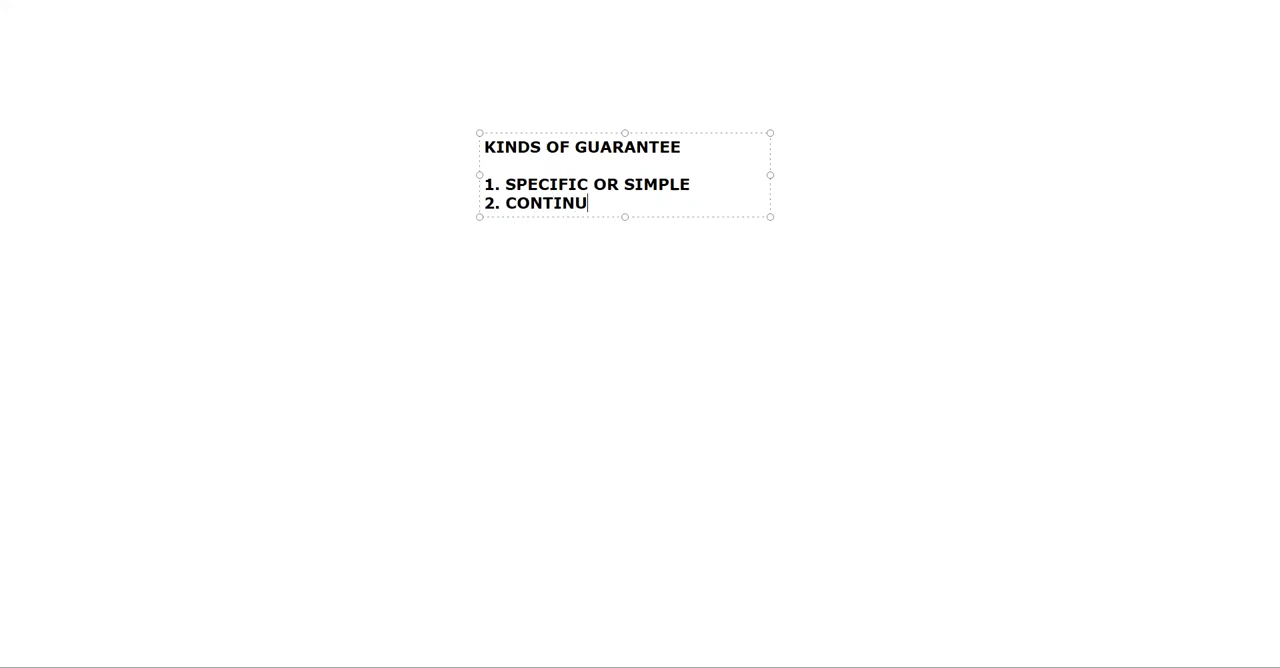 KINDS OF GUARANTEE
1. SPECIFIC OR SIMPLE
2. CONTINU